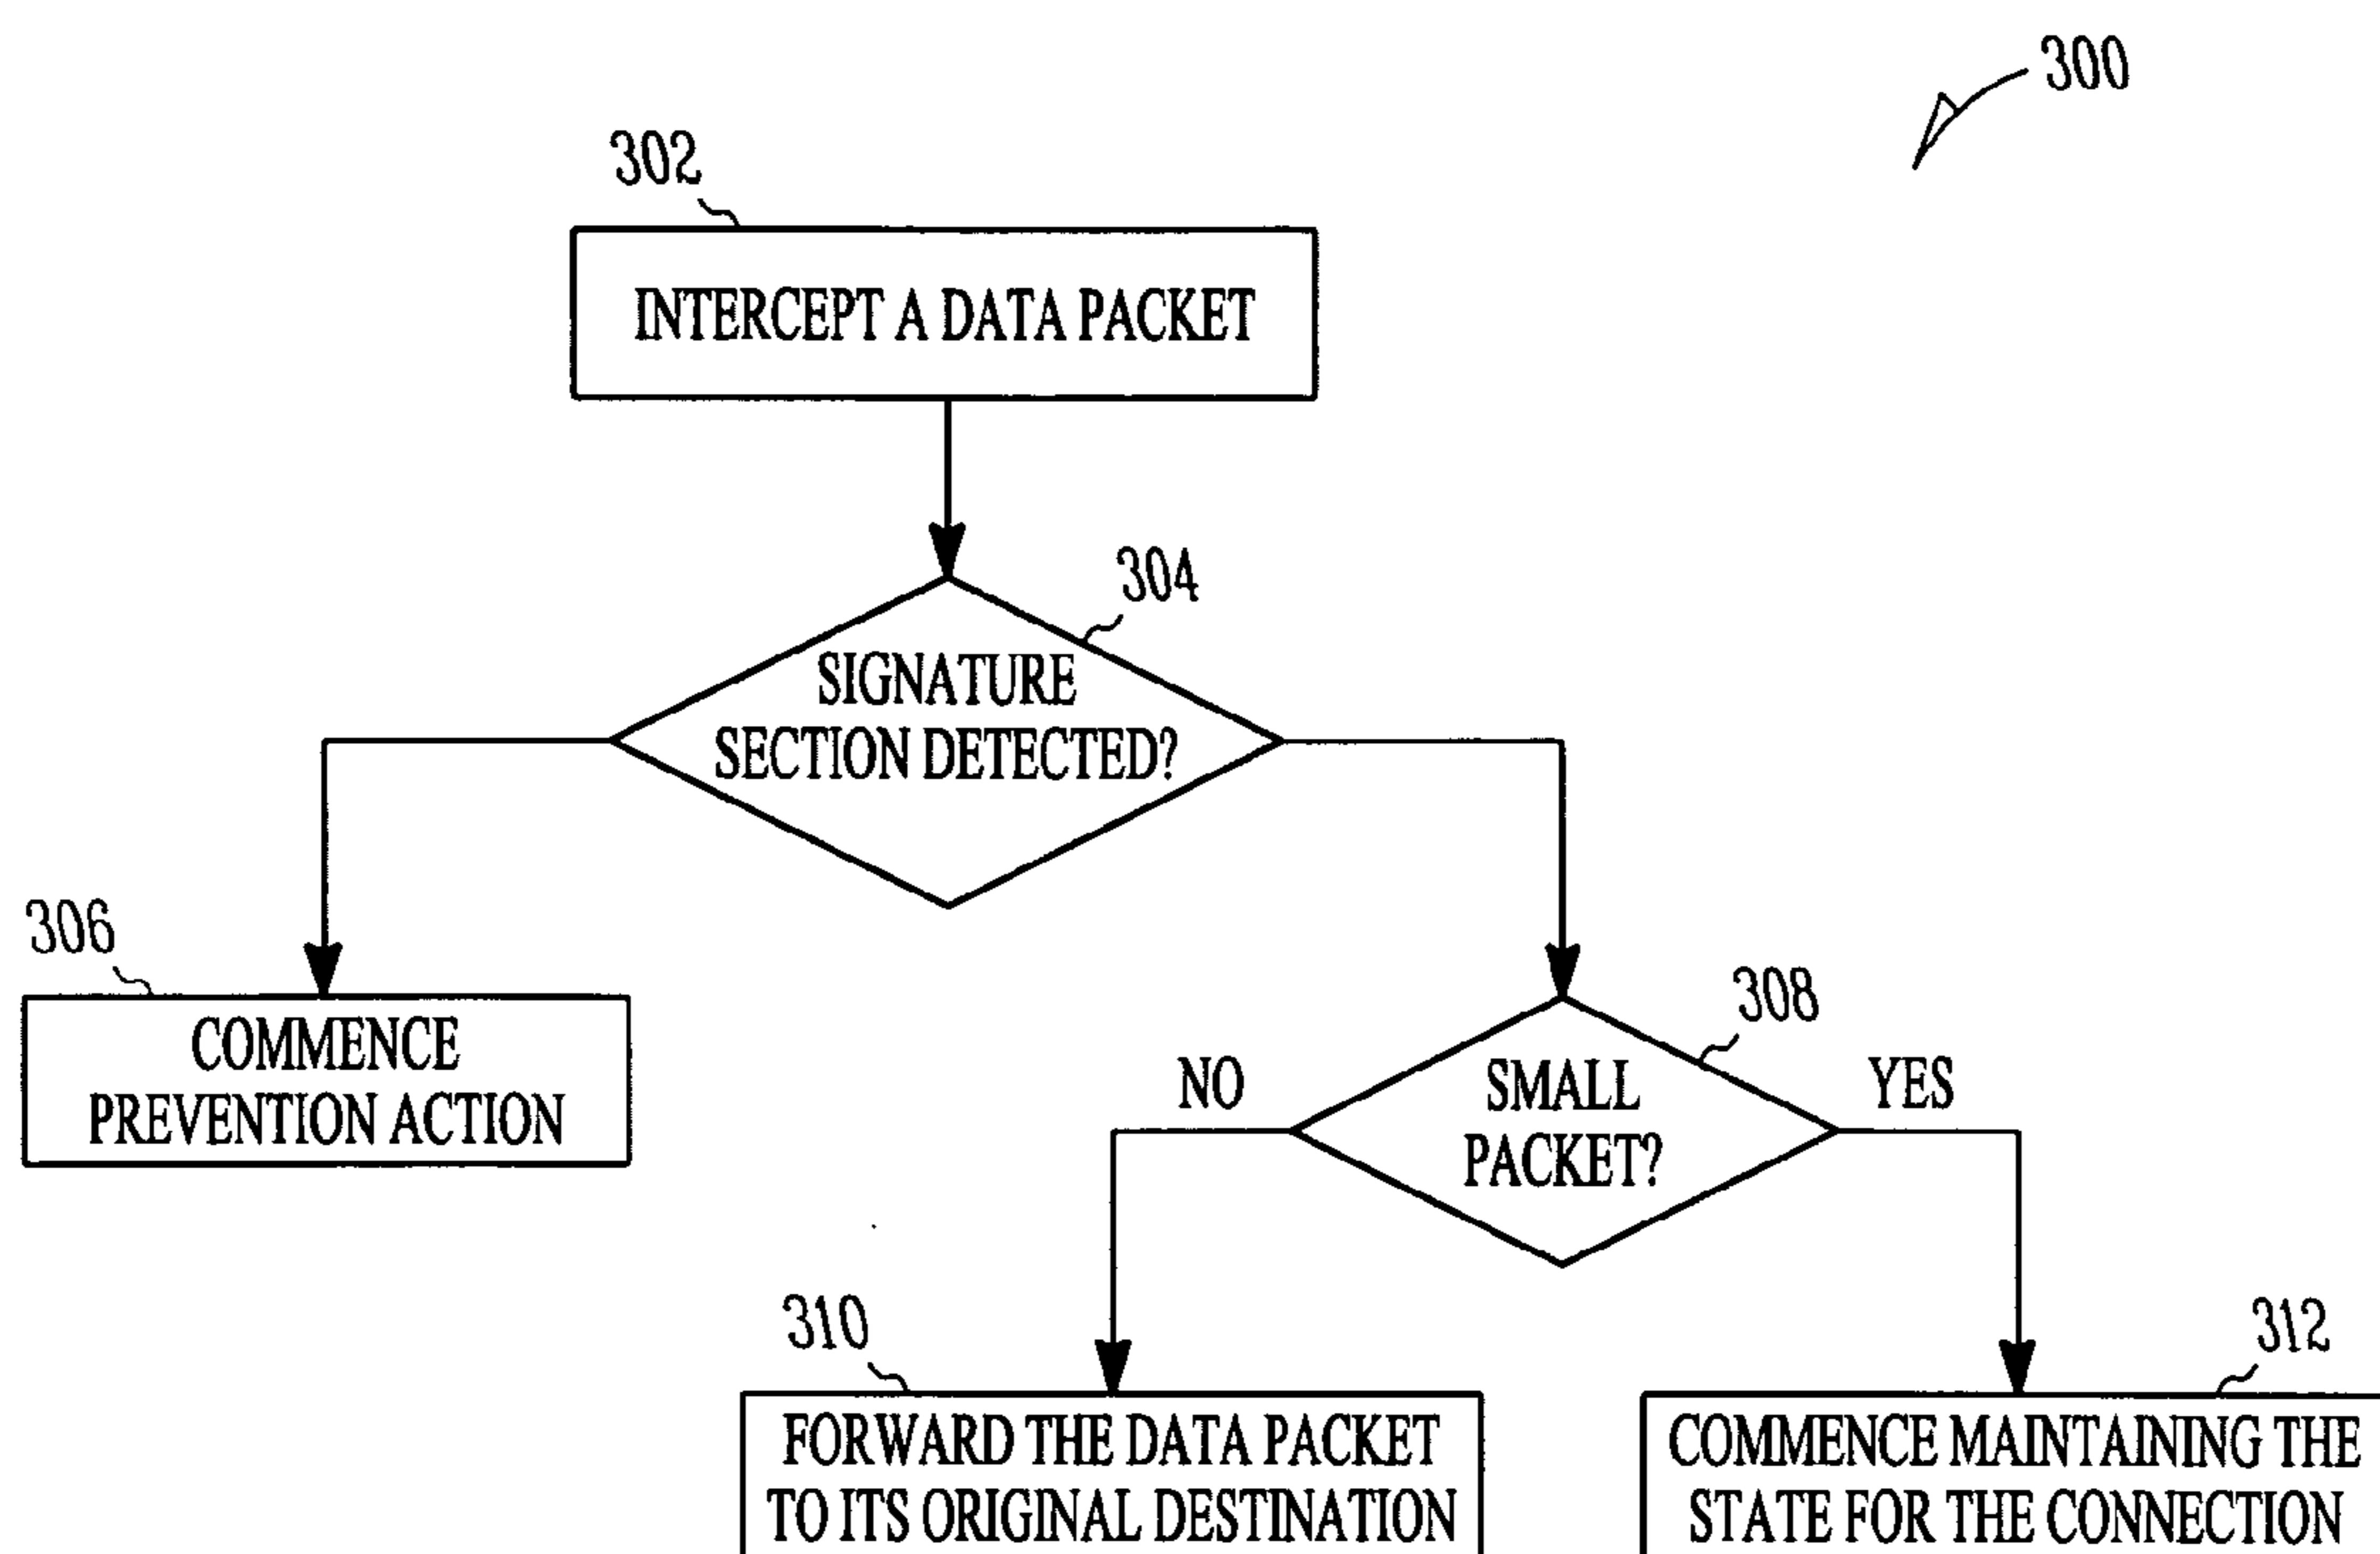 300
302
INTERCEPT A DATA PACKET
304
SIGNATURE
SECTION DETECTED?
306
COMMENCE
PREVENTION ACTION
308
NO
SMALL
PACKET?
YES
310
FORWARD THE DATA PACKET
TO ITS ORIGINAL DESTINATION
312
COMMENCE MAINTAINING THE
STATE FOR THE CONNECTION